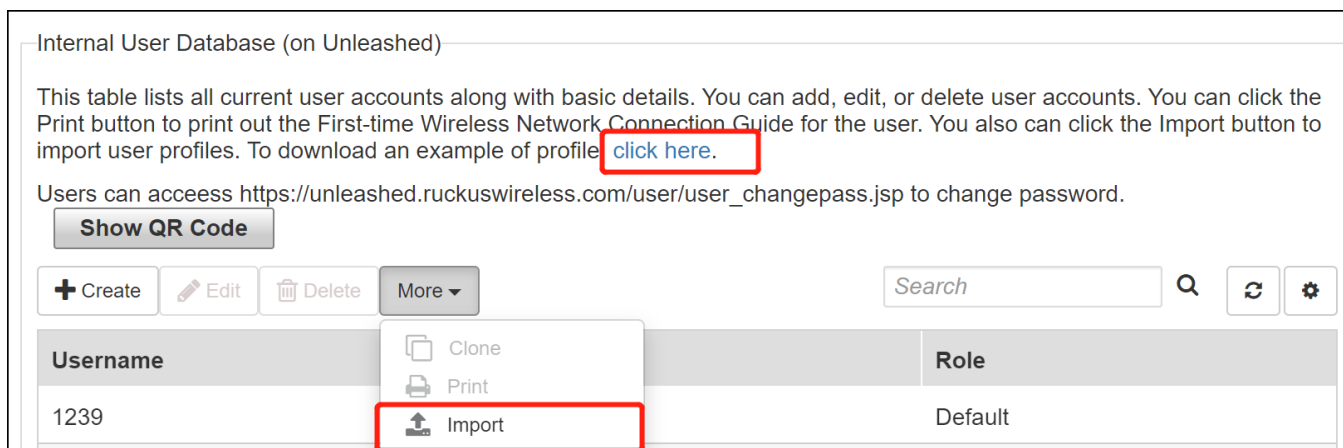 Internal User Database (on Unleashed)
This table lists all current user accounts along with basic details. You can add, edit, or delete user accounts. You can click the
Print button to print out the First-time Wireless Network Connection Guide for the user. You also can click the Import button to
import user profiles. To download an example of profile click here.
Users can acceess https://unleashed.ruckuswireless.com/user/user_changepass.jsp to change password.
Show QR Code
Create Edit Delete More Search
Clone
Username Role
Print
1239 Default
Import